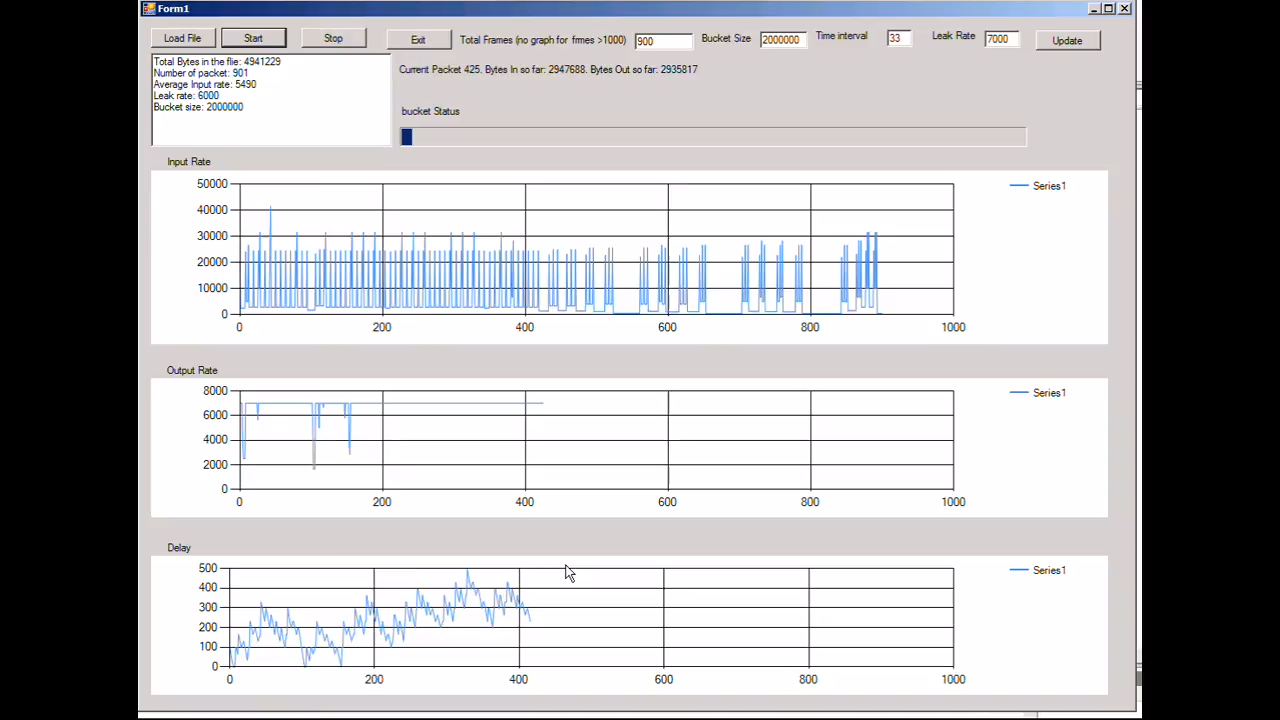 Form1
Load File Start Stop Exit Total Frames (no graph for frmes >1000) 900 Bucket Size 2000000 Time interval 33 Leak Rate 7000 Update
Total Bytes in the flie: 4941229
Number of packet: 901
Average Input rate: 5490
Leak rate: 6000
Bucket size: 2000000
Current Packet 425. Bytes In so far: 2947688. Bytes Out so far: 2935817
bucket Status
Input Rate
50000
40000
30000
20000
10000
0
0 200 400 600 800 1000
Series1
Output Rate
8000
6000
4000
2000
0
0 200 400 600 800 1000
Series1
Delay
500
400
300
200
100
0
0 200 400 600 800 1000
Series1